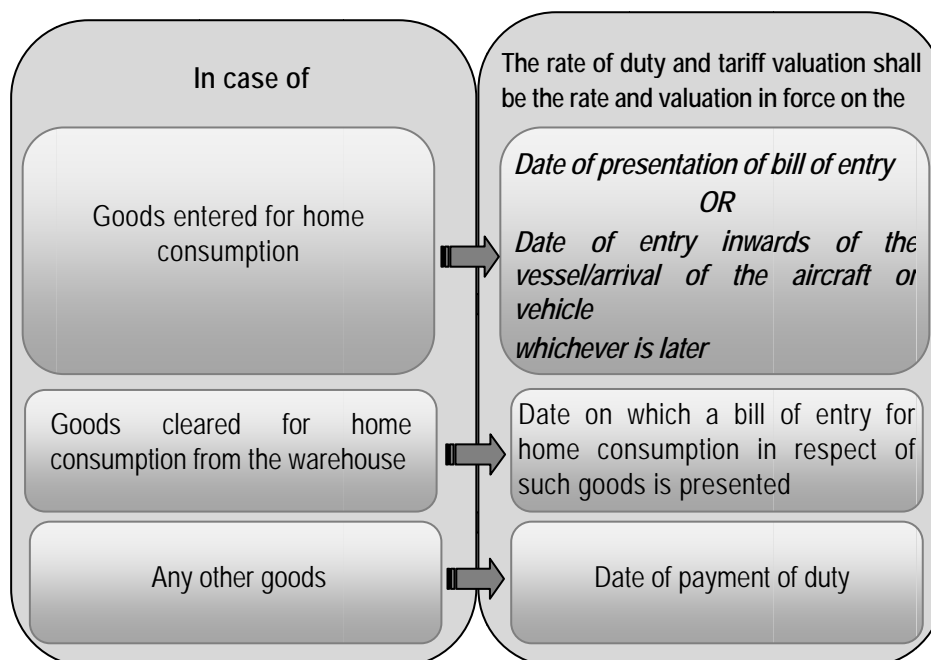 In case of
The rate of duty and tariff valuation shall
be the rate and valuation in force on the
Goods entered for home
consumption
Date of presentation of bill of entry
OR
Date of entry inwards of the
vessel/arrival of the aircraft or
vehicle
whichever is later
Goods cleared for home
consumption from the warehouse
Date on which a bill of entry for
home consumption in respect of
such goods is presented
Any other goods
Date of payment of duty